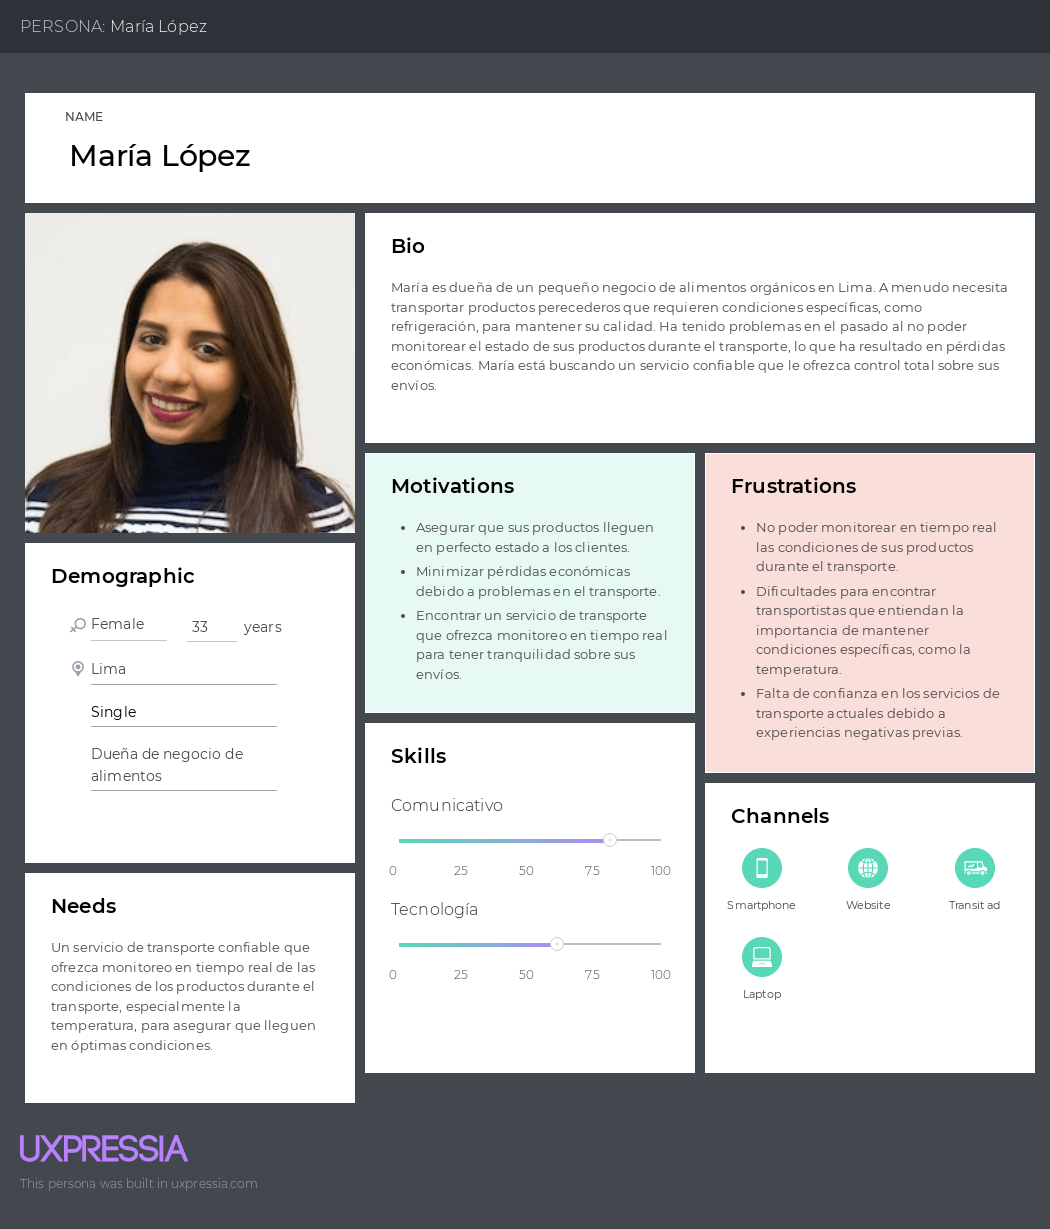 PERSONA: María López
NAME
María López
Bio
María es dueña de un pequeño negocio de alimentos orgánicos en Lima. A menudo necesita
transportar productos perecederos que requieren condiciones específicas, como
refrigeración, para mantener su calidad. Ha tenido problemas en el pasado al no poder
monitorear el estado de sus productos durante el transporte, lo que ha resultado en pérdidas
económicas. María está buscando un servicio confiable que le ofrezca control total sobre sus
envíos.
Motivations
• Asegurar que sus productos lleguen
en perfecto estado a los clientes.
• Minimizar pérdidas económicas
debido a problemas en el transporte.
• Encontrar un servicio de transporte
que ofrezca monitoreo en tiempo real
para tener tranquilidad sobre sus
envíos.
Frustrations
• No poder monitorear en tiempo real
las condiciones de sus productos
durante el transporte.
• Dificultades para encontrar
transportistas que entiendan la
importancia de mantener
condiciones específicas, como la
temperatura.
• Falta de confianza en los servicios de
transporte actuales debido a
experiencias negativas previas.
Demographic
Female 33 years
Lima
Single
Dueña de negocio de
alimentos
Skills
Comunicativo
0 25 50 75 100
Tecnología
0 25 50 75 100
Channels
Smartphone Website Transit ad
Laptop
Needs
Un servicio de transporte confiable que
ofrezca monitoreo en tiempo real de las
condiciones de los productos durante el
transporte, especialmente la
temperatura, para asegurar que lleguen
en óptimas condiciones.
UXPRESSIA
This persona was built in uxpressia.com